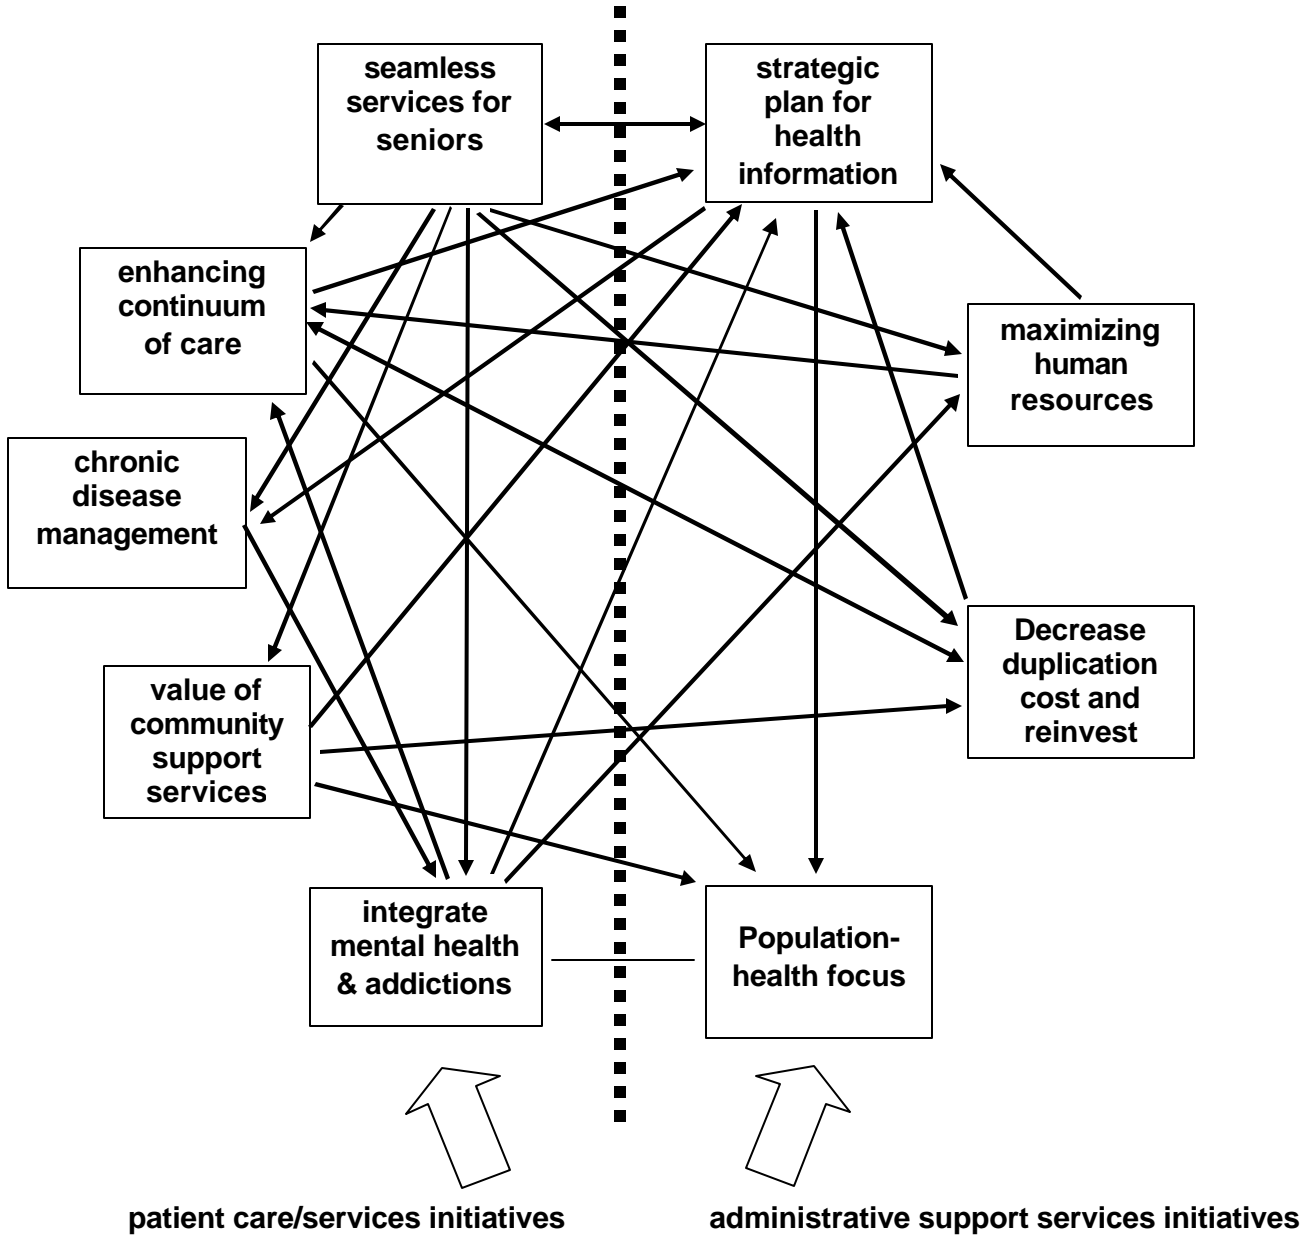 seamless
services for
seniors
strategic
plan for
health
information
enhancing
continuum
of care
maximizing
human
resources
chronic
disease
management
Decrease
duplication
cost and
reinvest
value of
community
support
services
integrate
mental health
& addictions
Population-
health focus
patient care/services initiatives
administrative support services initiatives